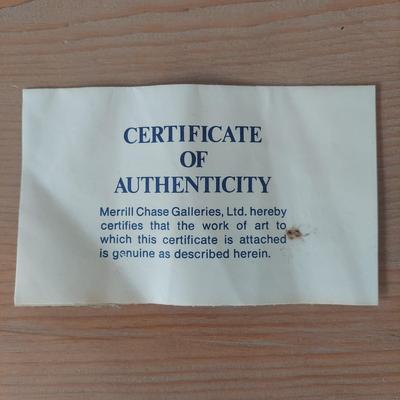 CERTIFICATE
OF
AUTHENTICITY
Merrill Chase Galleries, Ltd. hereby
certifies that the work of art to
which this certificate is attached
is genuine as described herein.